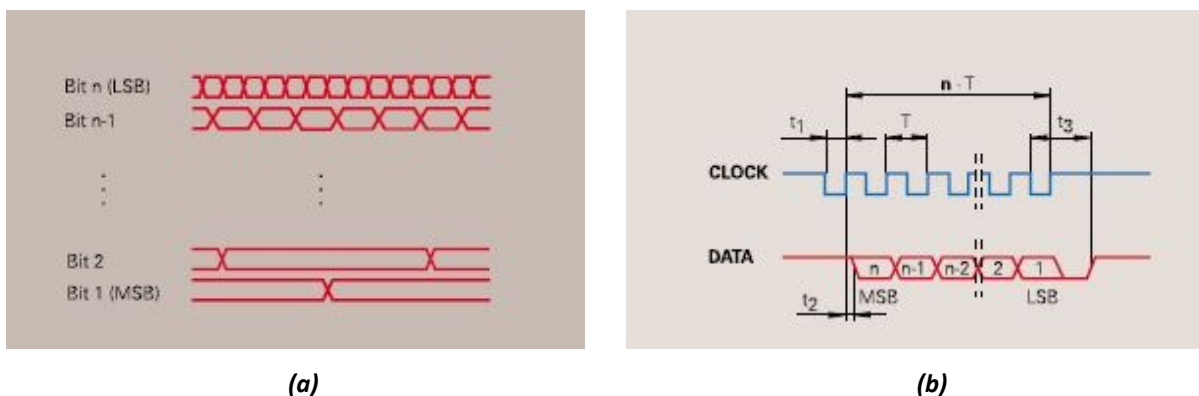 Bit n (LSB)
Bit n-1
Bit 2
Bit 1 (MSB)
(a)
n · T
t1
T
t3
CLOCK
DATA
n
n-1
n-2
2
1
t2
MSB
LSB
(b)